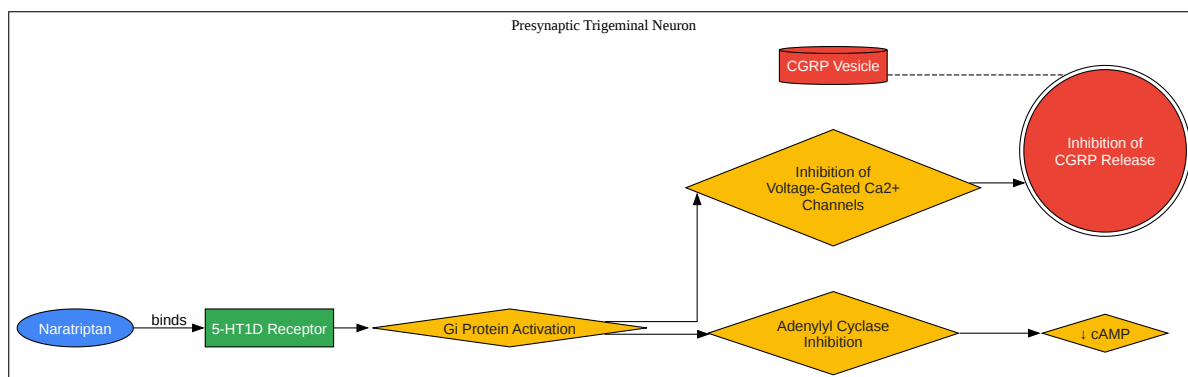 Presynaptic Trigeminal Neuron
CGRP Vesicle
Inhibition of
CGRP Release
Inhibition of
Voltage-Gated Ca2+
Channels
Naratriptan
binds
5-HT1D Receptor
Gi Protein Activation
Adenylyl Cyclase
Inhibition
↓ cAMP